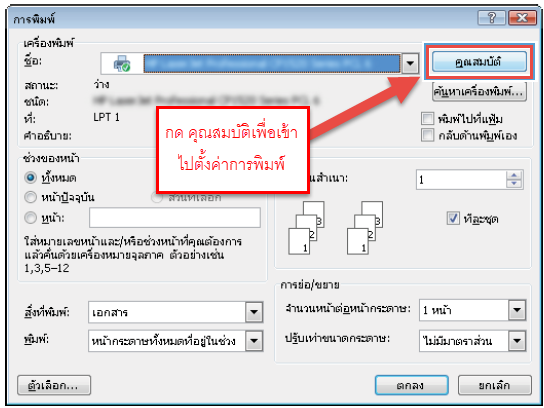 การพิมพ์
เครื่องพิมพ์
ชื่อ:
คุณสมบัติ
สถานะ: ว่าง
ค้นหาเครื่องพิมพ์...
ชนิด:
ที่: LPT 1
พิมพ์ไปที่แฟ้ม
คำอธิบาย:
กลับด้านพิมพ์เอง
กด คุณสมบัติเพื่อเข้า
ไปตั้งค่าการพิมพ์
ช่วงของหน้า
ทั้งหมด
หน้าปัจจุบัน
ส่วนที่เลือก
หน้า:
ใส่หมายเลขหน้าและ/หรือช่วงหน้าที่คุณต้องการ
แล้วคั่นด้วยเครื่องหมายจุลภาค ตัวอย่างเช่น
1,3,5–12
นสำเนา: 1
3 3
2 2
1 1
ทีละชุด
การย่อ/ขยาย
สิ่งที่พิมพ์: เอกสาร
จำนวนหน้าต่อหน้ากระดาษ: 1 หน้า
พิมพ์: หน้ากระดาษทั้งหมดที่อยู่ในช่วง
ปรับเท่าขนาดกระดาษ: ไม่มีมาตราส่วน
ตัวเลือก...
ตกลง
ยกเลิก